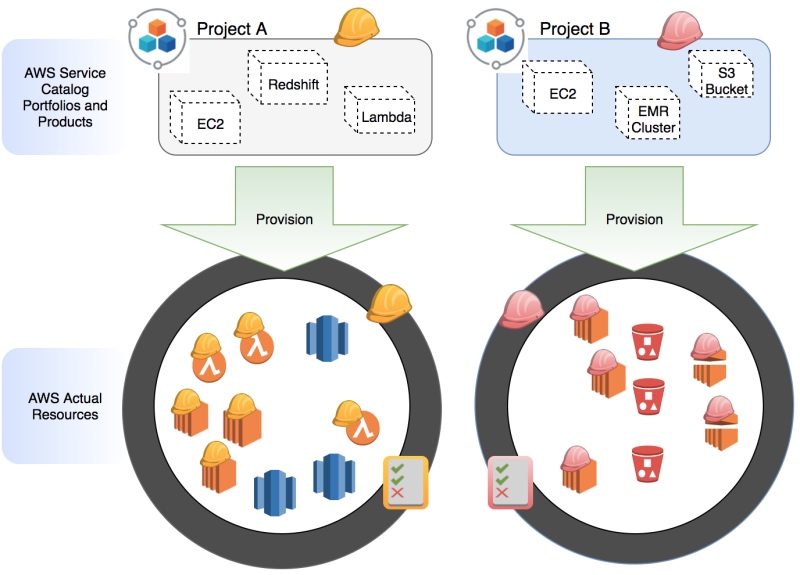 Project A
Project B
AWS Service
Catalog
Portfolios and
Products
EC2
Redshift
Lambda
EC2
EMR
Cluster
S3
Bucket
Provision
Provision
AWS Actual
Resources
λ
λ
λ